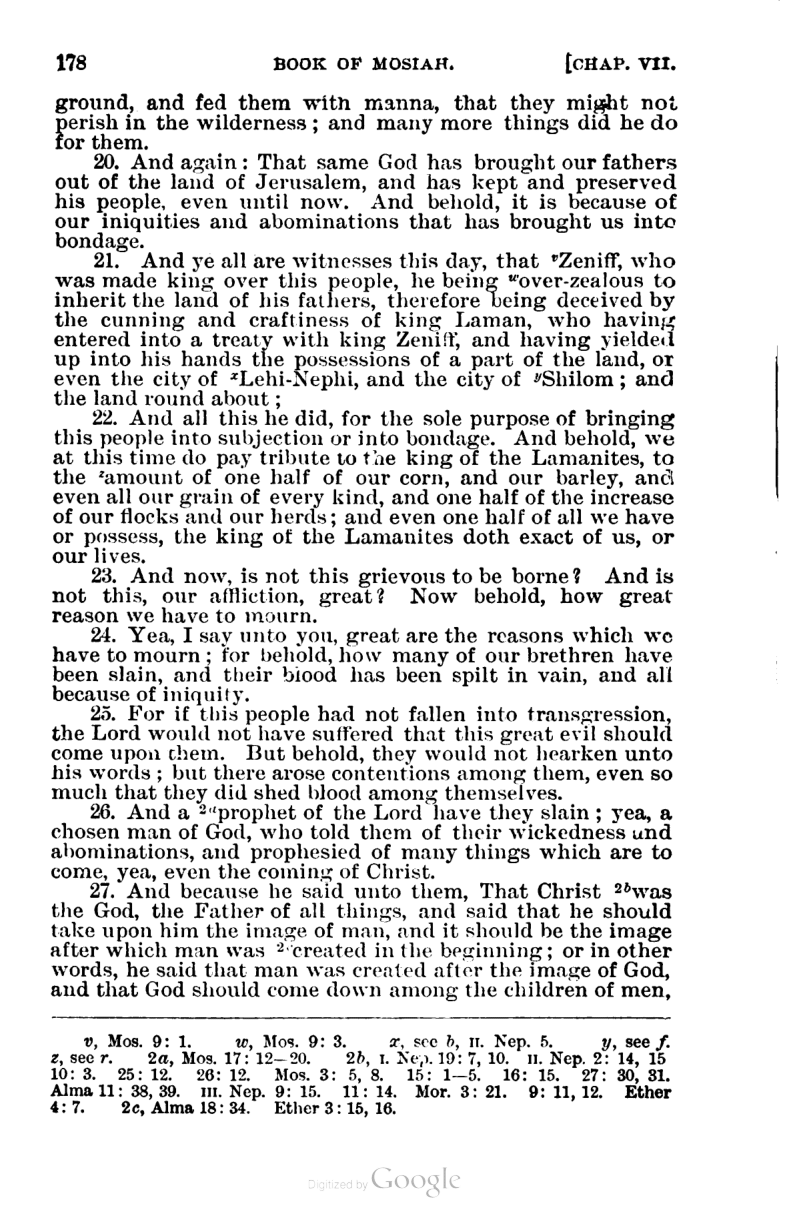 178 BOOK OF MOSIAH. [CHAP. VII.
ground, and fed them with manna, that they might not
perish in the wilderness; and many more things did he do
for them.
20. And again: That same God has brought our fathers
out of the land of Jerusalem, and has kept and preserved
his people, even until now. And behold, it is because of
our iniquities and abominations that has brought us into
bondage.
21. And ye all are witnesses this day, that vZeniff, who
was made king over this people, he being wover-zealous to
inherit the land of his fathers, therefore being deceived by
the cunning and craftiness of king Laman, who having
entered into a treaty with king Zeniff, and having yielded
up into his hands the possessions of a part of the land, or
even the city of xLehi-Nephi, and the city of yShilom; and
the land round about;
22. And all this he did, for the sole purpose of bringing
this people into subjection or into bondage. And behold, we
at this time do pay tribute to the king of the Lamanites, to
the zamount of one half of our corn, and our barley, and
even all our grain of every kind, and one half of the increase
of our flocks and our herds; and even one half of all we have
or possess, the king of the Lamanites doth exact of us, or
our lives.
23. And now, is not this grievous to be borne? And is
not this, our affliction, great? Now behold, how great
reason we have to mourn.
24. Yea, I say unto you, great are the reasons which we
have to mourn; for behold, how many of our brethren have
been slain, and their blood has been spilt in vain, and all
because of iniquity.
25. For if this people had not fallen into transgression,
the Lord would not have suffered that this great evil should
come upon them. But behold, they would not hearken unto
his words; but there arose contentions among them, even so
much that they did shed blood among themselves.
26. And a 2aprophet of the Lord have they slain; yea, a
chosen man of God, who told them of their wickedness and
abominations, and prophesied of many things which are to
come, yea, even the coming of Christ.
27. And because he said unto them, That Christ 2bwas
the God, the Father of all things, and said that he should
take upon him the image of man, and it should be the image
after which man was 2ccreated in the beginning; or in other
words, he said that man was created after the image of God,
and that God should come down among the children of men,
v, Mos. 9: 1. w, Mos. 9: 3. x, see b, II. Nep. 5. y, see f.
z, see r. 2a, Mos. 17: 12—20. 2b, I. Nep. 19: 7, 10. II. Nep. 2: 14, 15
10: 3. 25: 12. 26: 12. Mos. 3: 5, 8. 15: 1—5. 16: 15. 27: 30, 31.
Alma 11: 38, 39. III. Nep. 9: 15. 11: 14. Mor. 3: 21. 9: 11, 12. Ether
4: 7. 2c, Alma 18: 34. Ether 3: 15, 16.
Digitized by Google